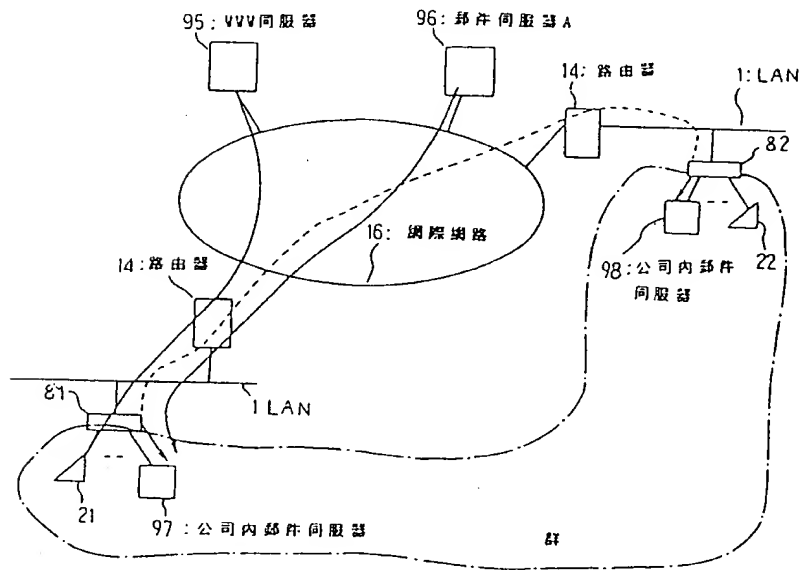 95:WWW伺服器
96:郵件伺服器A
14:路由器
1:LAN
82
16:網際網路
98:公司內郵件
伺服器
22
14:路由器
81
1 LAN
21
97:公司內郵件伺服器
群